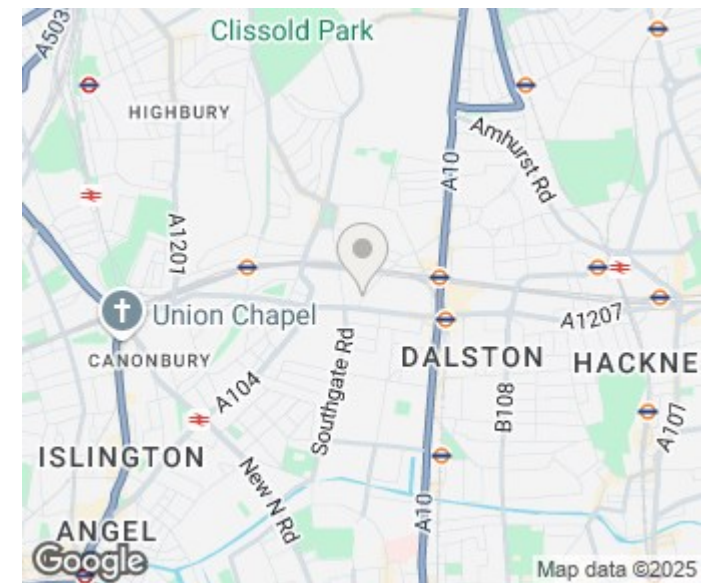 A503
Clissold Park
HIGHBURY
Amhurst Rd
A10
A1201
Union Chapel
A1207
CANONBURY
DALSTON
HACKNE
A104
Southgate Rd
B108
A107
ISLINGTON
New N Rd
A10
ANGEL
Google
Map data ©2025